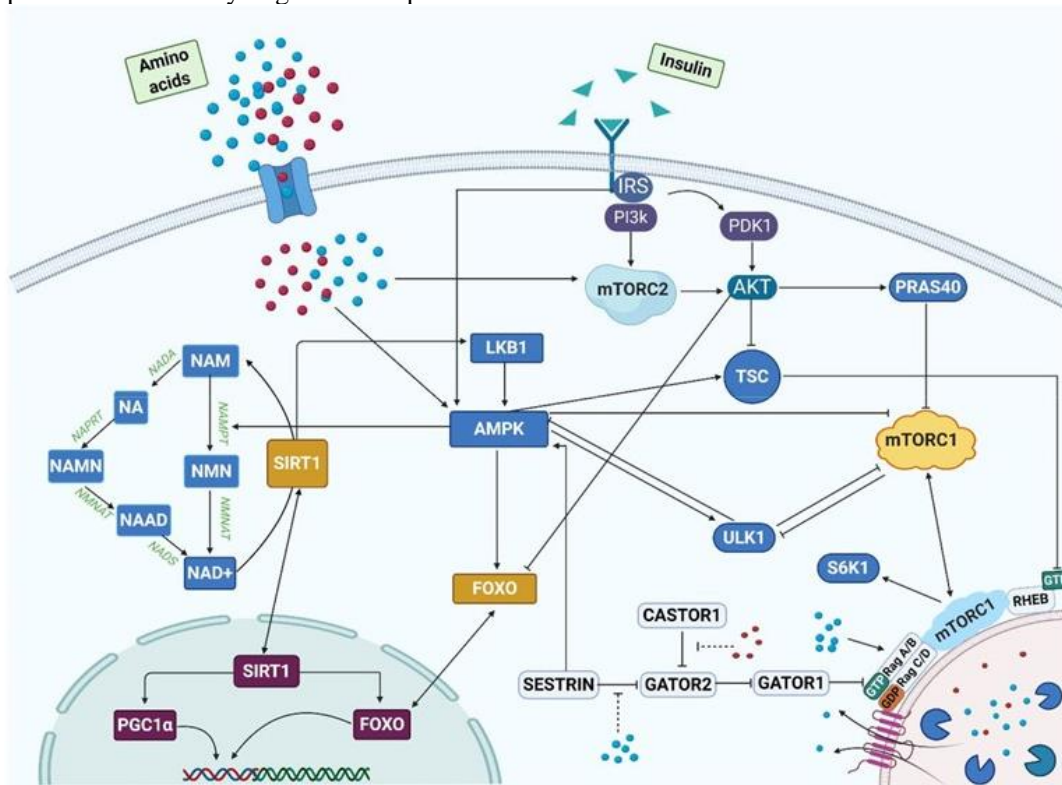 Amino
acids
Insulin
IRS
PI3k
PDK1
mTORC2
AKT
PRAS40
LKB1
TSC
NAM
NADA
NA
NAMPT
NAPRT
AMPK
mTORC1
NAMN
NMN
SIRT1
NMNAT
NAAD
NMNAT
NADS
NAD+
ULK1
S6K1
FOXO
GTP
RHEB
mTORC1
CASTOR1
Rag A/B
Rag C/D
GTP
GDP
SESTRIN
GATOR2
GATOR1
SIRT1
PGC1α
FOXO